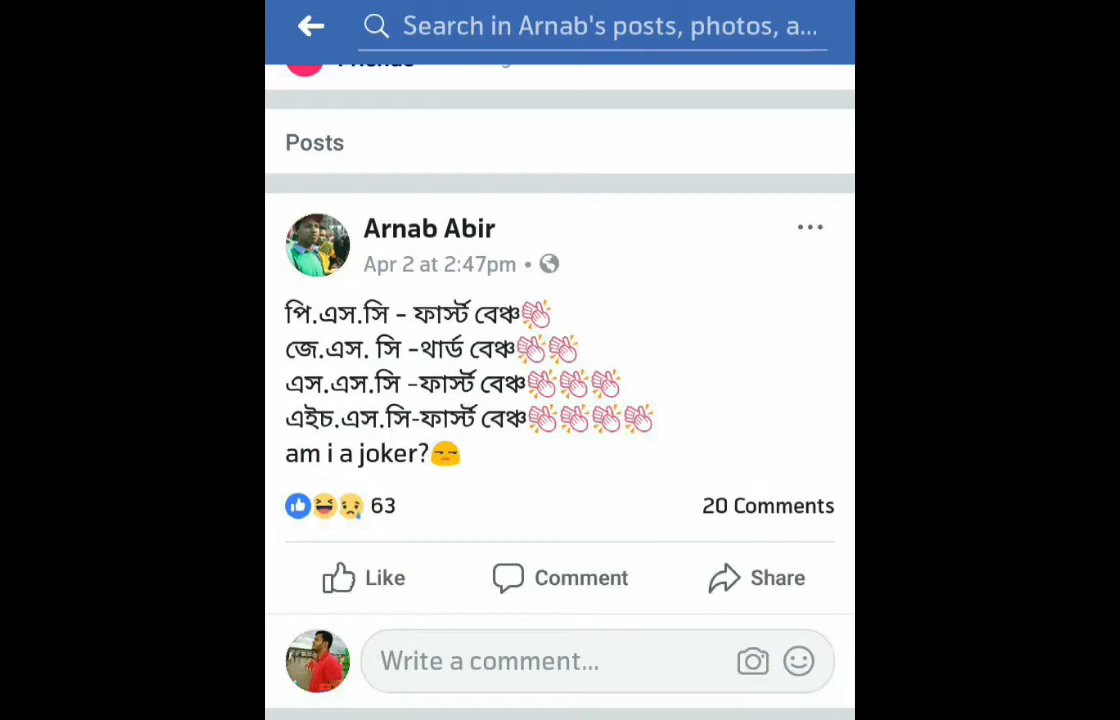 Search in Arnab's posts, photos, a...
Friends
Posts
Arnab Abir
Apr 2 at 2:47pm •
পি.এস.সি - ফার্স্ট বেঞ্চ👏
জে.এস. সি -থার্ড বেঞ্চ👏👏
এস.এস.সি -ফার্স্ট বেঞ্চ👏👏👏
এইচ.এস.সি-ফার্স্ট বেঞ্চ👏👏👏👏
am i a joker?😒
63 20 Comments
Like Comment Share
Write a comment...